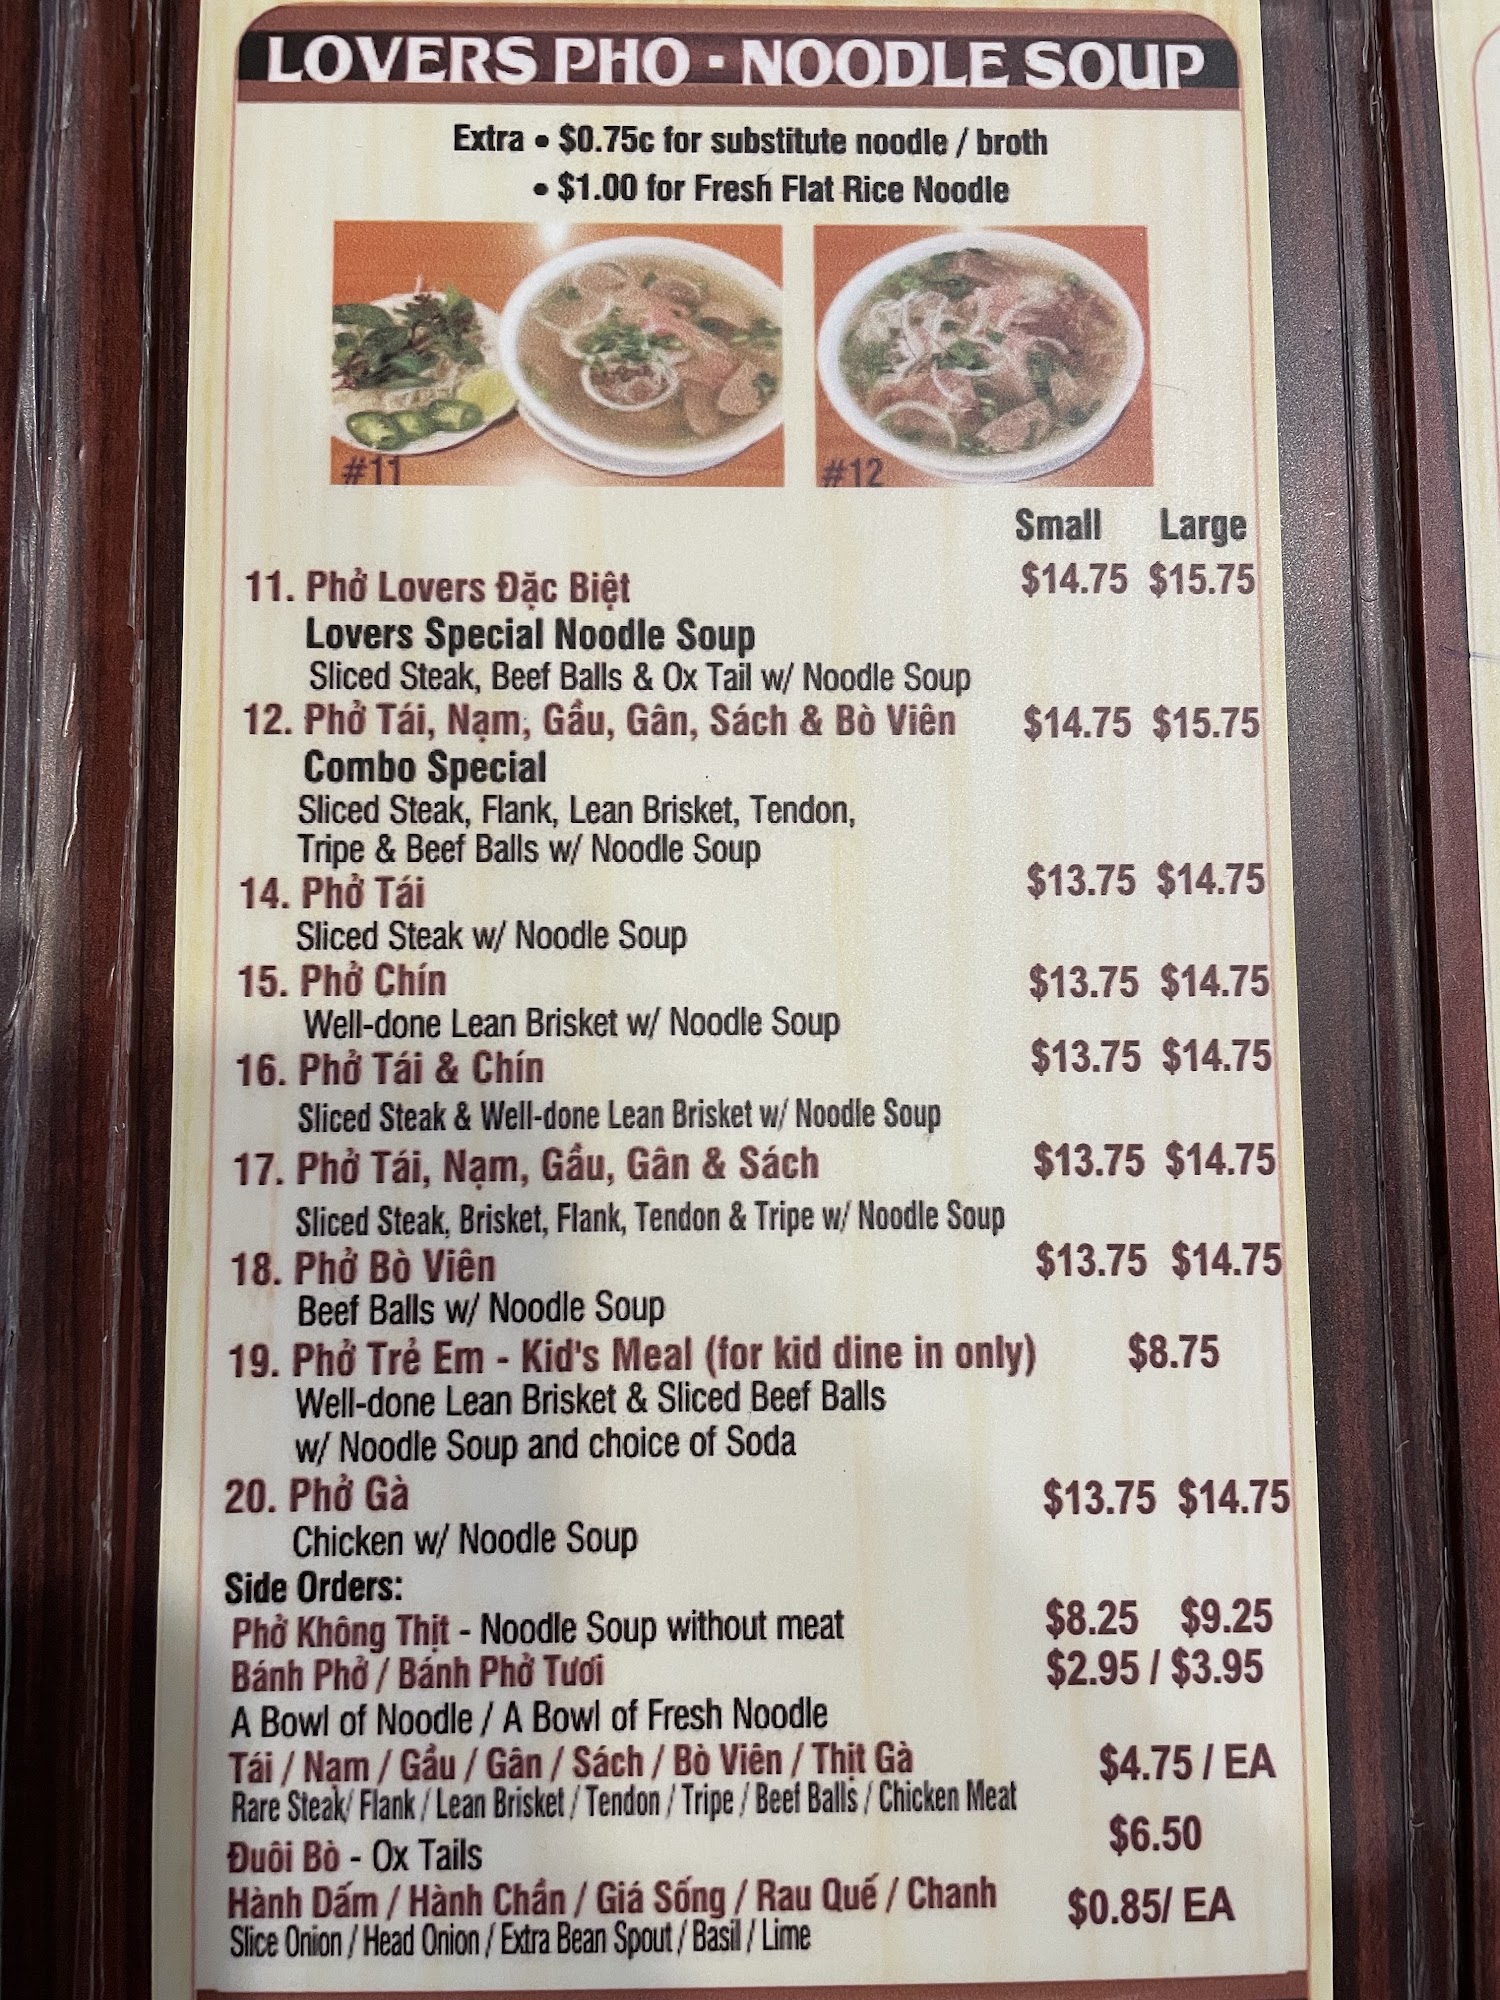 LOVERS PHO - NOODLE SOUP
Extra • $0.75c for substitute noodle / broth
• $1.00 for Fresh Flat Rice Noodle
#11 #12
Small Large
11. Phở Lovers Đặc Biệt $14.75 $15.75
Lovers Special Noodle Soup
Sliced Steak, Beef Balls & Ox Tail w/ Noodle Soup
12. Phở Tái, Nạm, Gầu, Gân, Sách & Bò Viên $14.75 $15.75
Combo Special
Sliced Steak, Flank, Lean Brisket, Tendon,
Tripe & Beef Balls w/ Noodle Soup
14. Phở Tái $13.75 $14.75
Sliced Steak w/ Noodle Soup
15. Phở Chín $13.75 $14.75
Well-done Lean Brisket w/ Noodle Soup
16. Phở Tái & Chín $13.75 $14.75
Sliced Steak & Well-done Lean Brisket w/ Noodle Soup
17. Phở Tái, Nạm, Gầu, Gân & Sách $13.75 $14.75
Sliced Steak, Brisket, Flank, Tendon & Tripe w/ Noodle Soup
18. Phở Bò Viên $13.75 $14.75
Beef Balls w/ Noodle Soup
19. Phở Trẻ Em - Kid's Meal (for kid dine in only) $8.75
Well-done Lean Brisket & Sliced Beef Balls
w/ Noodle Soup and choice of Soda
20. Phở Gà $13.75 $14.75
Chicken w/ Noodle Soup
Side Orders:
Phở Không Thịt - Noodle Soup without meat $8.25 $9.25
Bánh Phở / Bánh Phở Tươi $2.95 / $3.95
A Bowl of Noodle / A Bowl of Fresh Noodle
Tái / Nạm / Gầu / Gân / Sách / Bò Viên / Thịt Gà $4.75 / EA
Rare Steak/ Flank / Lean Brisket / Tendon / Tripe / Beef Balls / Chicken Meat
Đuôi Bò - Ox Tails $6.50
Hành Dấm / Hành Chần / Giá Sống / Rau Quế / Chanh $0.85/ EA
Slice Onion / Head Onion / Extra Bean Spout / Basil / Lime